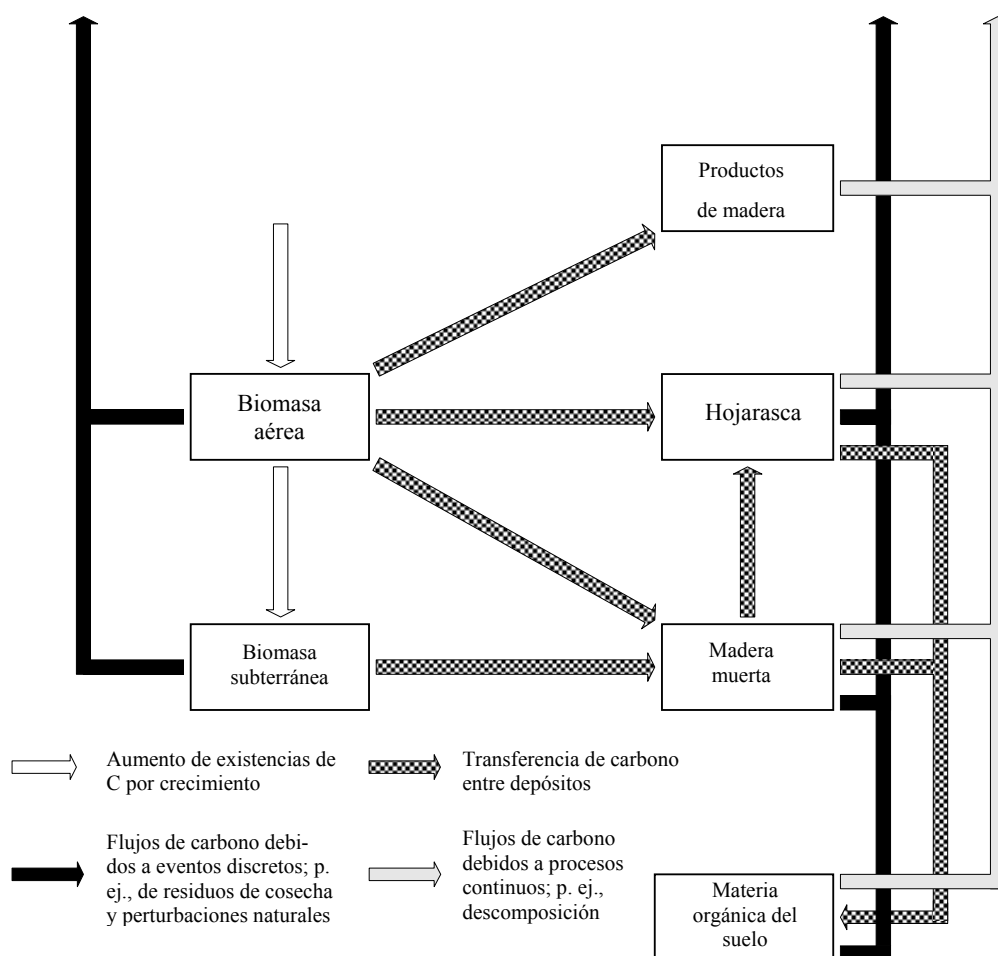 Productos
de madera
Biomasa
aérea
Hojarasca
Biomasa
subterránea
Madera
muerta
Aumento de existencias de
C por crecimiento
Transferencia de carbono
entre depósitos
Flujos de carbono debi-
dos a eventos discretos; p.
ej., de residuos de cosecha
y perturbaciones naturales
Flujos de carbono
debidos a procesos
continuos; p. ej.,
descomposición
Materia
orgánica del
suelo